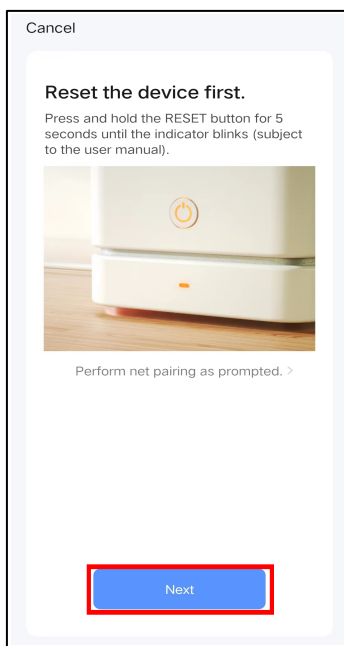 Cancel
Reset the device first.
Press and hold the RESET button for 5
seconds until the indicator blinks (subject
to the user manual).
Perform net pairing as prompted. >
Next